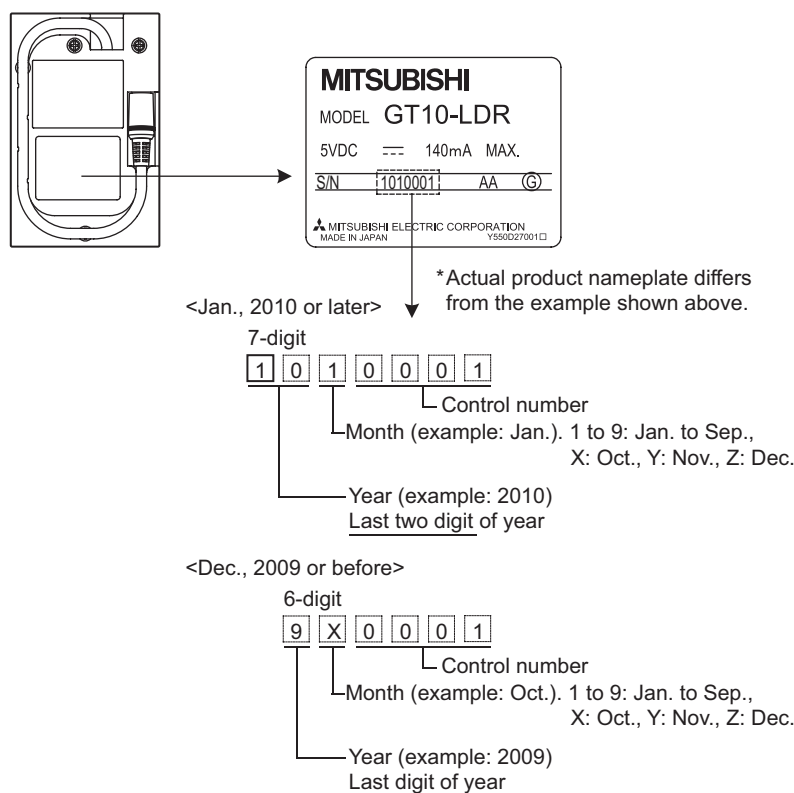 MITSUBISHI
MODEL GT10-LDR
5VDC 140mA MAX.
S/N 1010001 AA G
MITSUBISHI ELECTRIC CORPORATION
MADE IN JAPAN Y550D27001□
*Actual product nameplate differs
from the example shown above.
<Jan., 2010 or later>
7-digit
1 0 1 0 0 0 1
Control number
Month (example: Jan.). 1 to 9: Jan. to Sep.,
X: Oct., Y: Nov., Z: Dec.
Year (example: 2010)
Last two digit of year
<Dec., 2009 or before>
6-digit
9 X 0 0 0 1
Control number
Month (example: Oct.). 1 to 9: Jan. to Sep.,
X: Oct., Y: Nov., Z: Dec.
Year (example: 2009)
Last digit of year